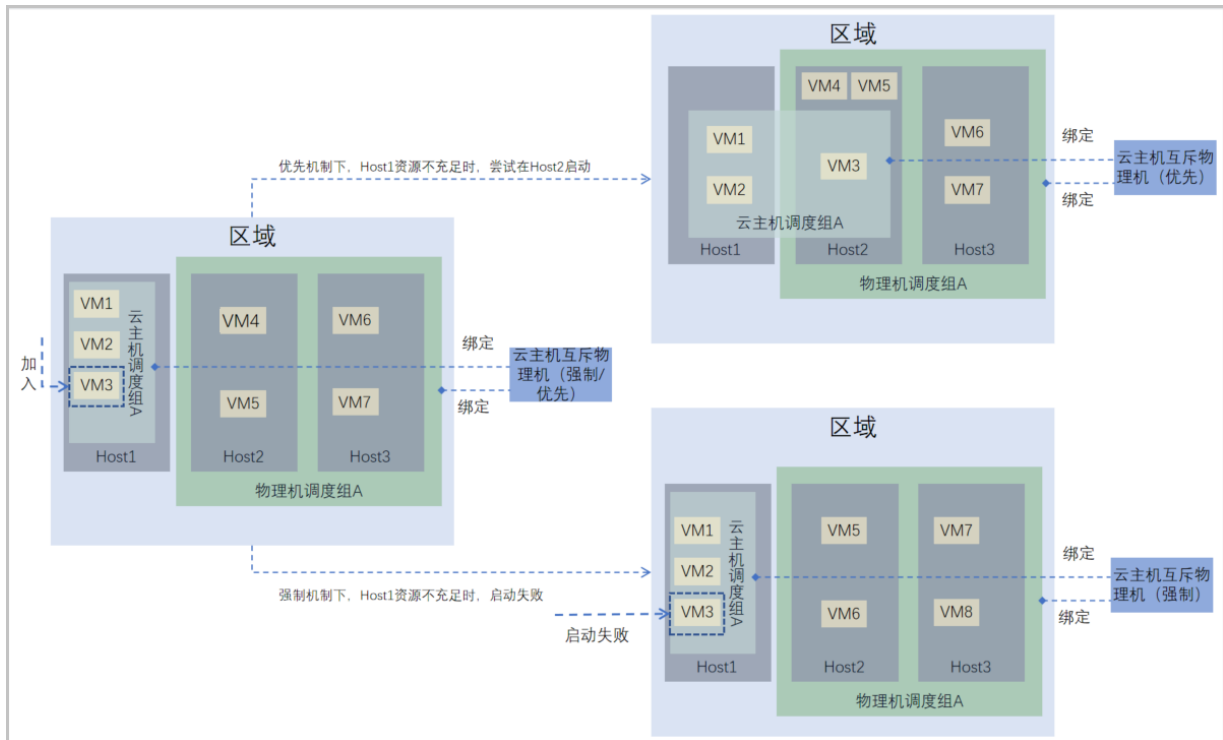 区域
VM1
VM2
VM3
云主机调度组A
Host1
VM4
VM5
Host2
VM6
VM7
Host3
物理机调度组A
加入
绑定
云主机互斥物
理机（强制/
优先）
绑定
优先机制下，Host1资源不充足时，尝试在Host2启动
区域
VM1
VM2
Host1
VM4
VM5
VM3
云主机调度组A
Host2
VM6
VM7
Host3
物理机调度组A
绑定
云主机互斥物
理机（优先）
绑定
强制机制下，Host1资源不充足时，启动失败
启动失败
区域
VM1
VM2
VM3
云主机调度组A
Host1
VM5
VM6
Host2
VM7
VM8
Host3
物理机调度组A
绑定
云主机互斥物
理机（强制）
绑定